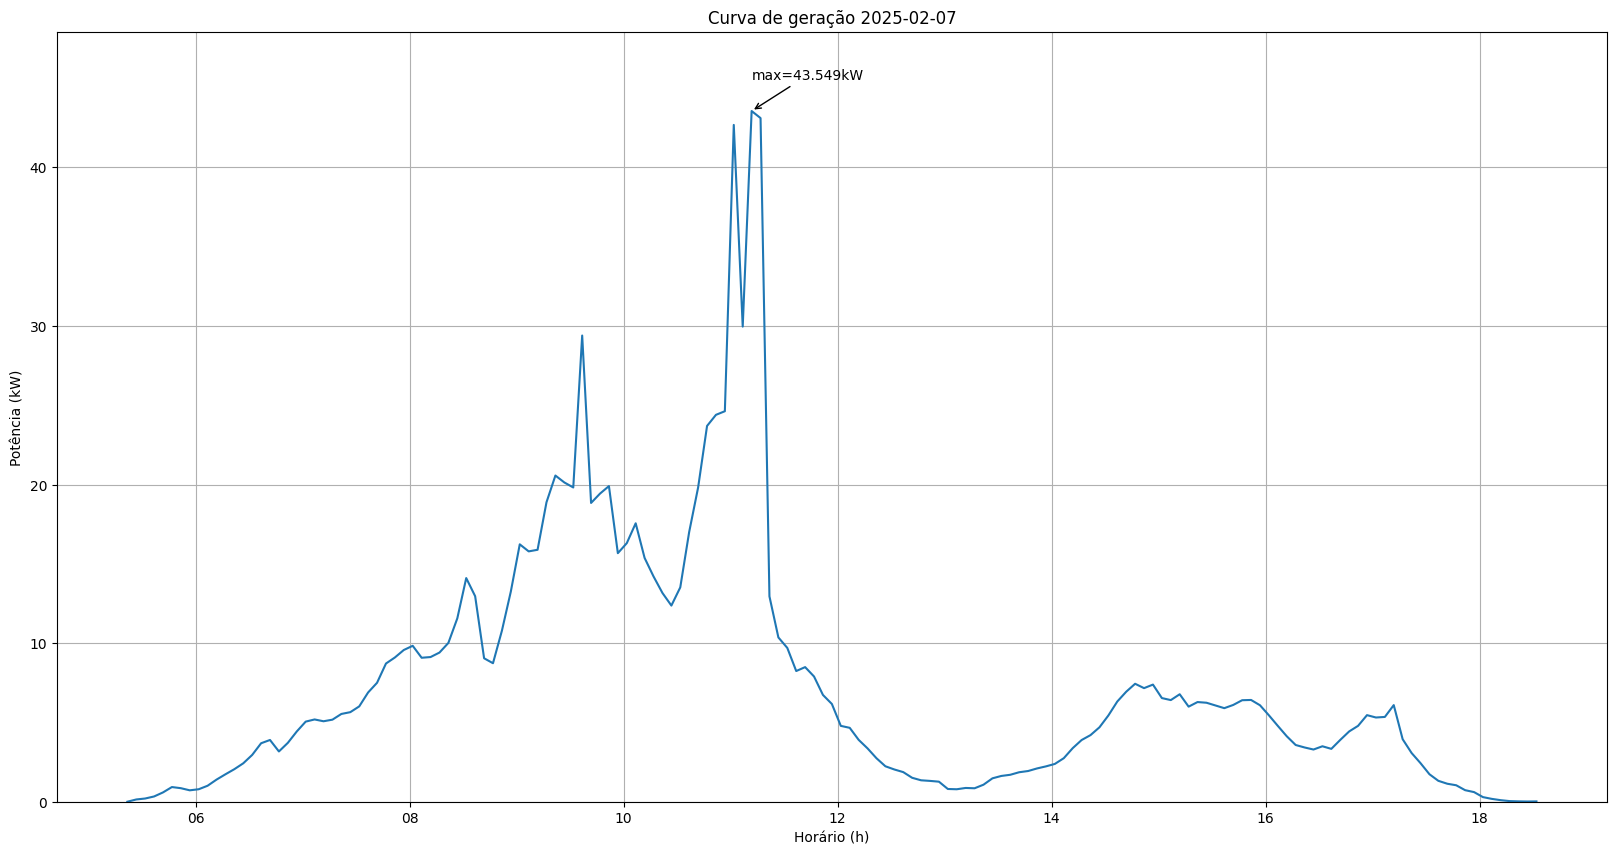 Curva de geração 2025-02-07
max=43.549kW
40
30
20
10
0
Potência (kW)
06 08 10 12 14 16 18
Horário (h)